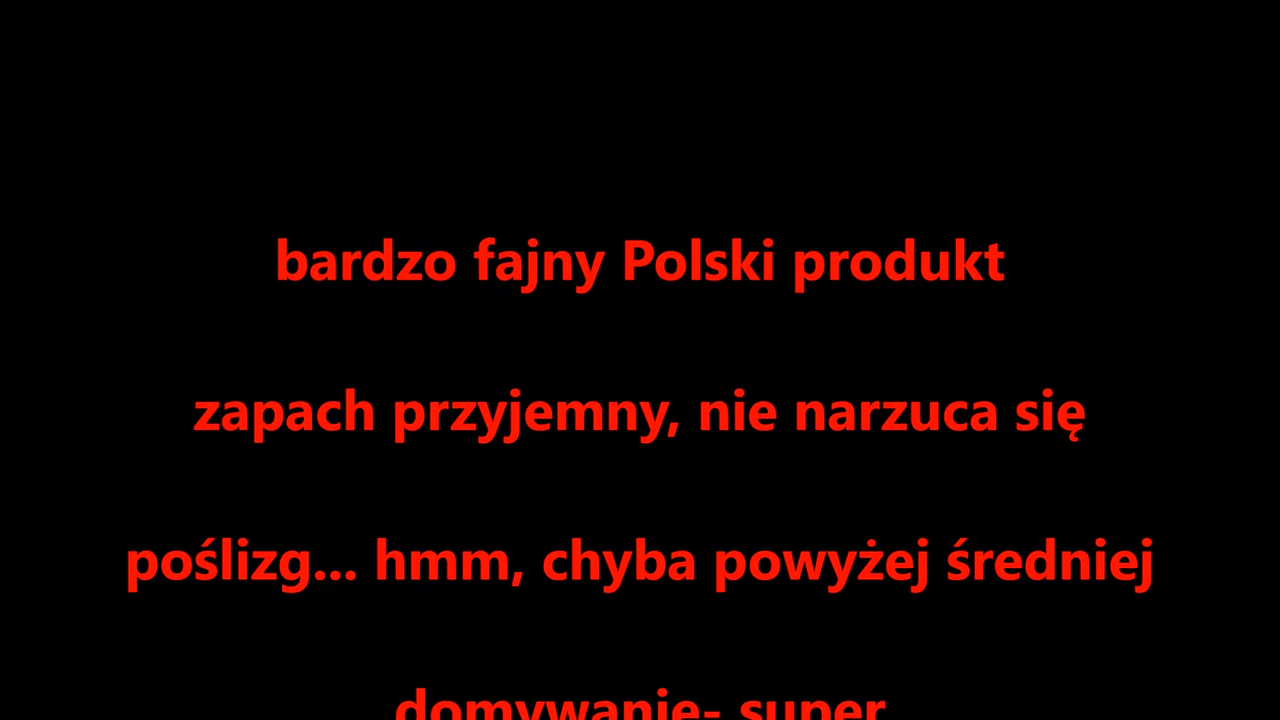 bardzo fajny Polski produkt
zapach przyjemny, nie narzuca się
poślizg... hmm, chyba powyżej średniej
domywanie- super